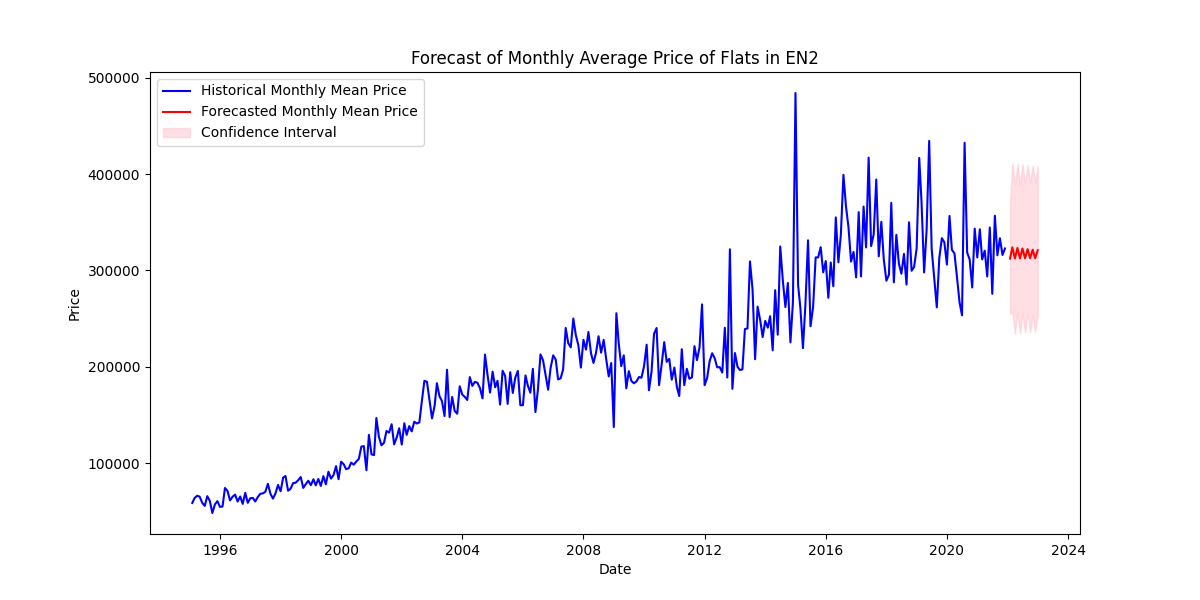 Forecast of Monthly Average Price of Flats in EN2
500000
400000
300000
200000
100000
Price
Historical Monthly Mean Price
Forecasted Monthly Mean Price
Confidence Interval
1996 2000 2004 2008 2012 2016 2020 2024
Date